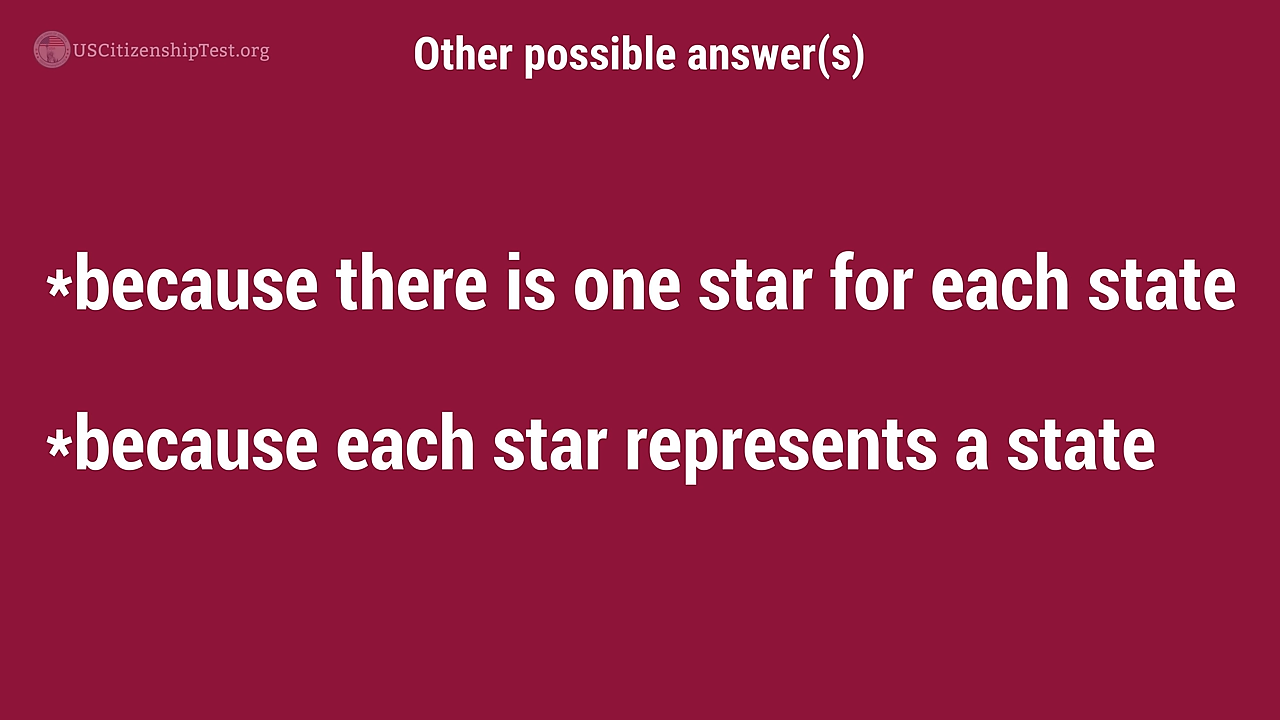 USCitizenshipTest.org
Other possible answer(s)
*because there is one star for each state
*because each star represents a state